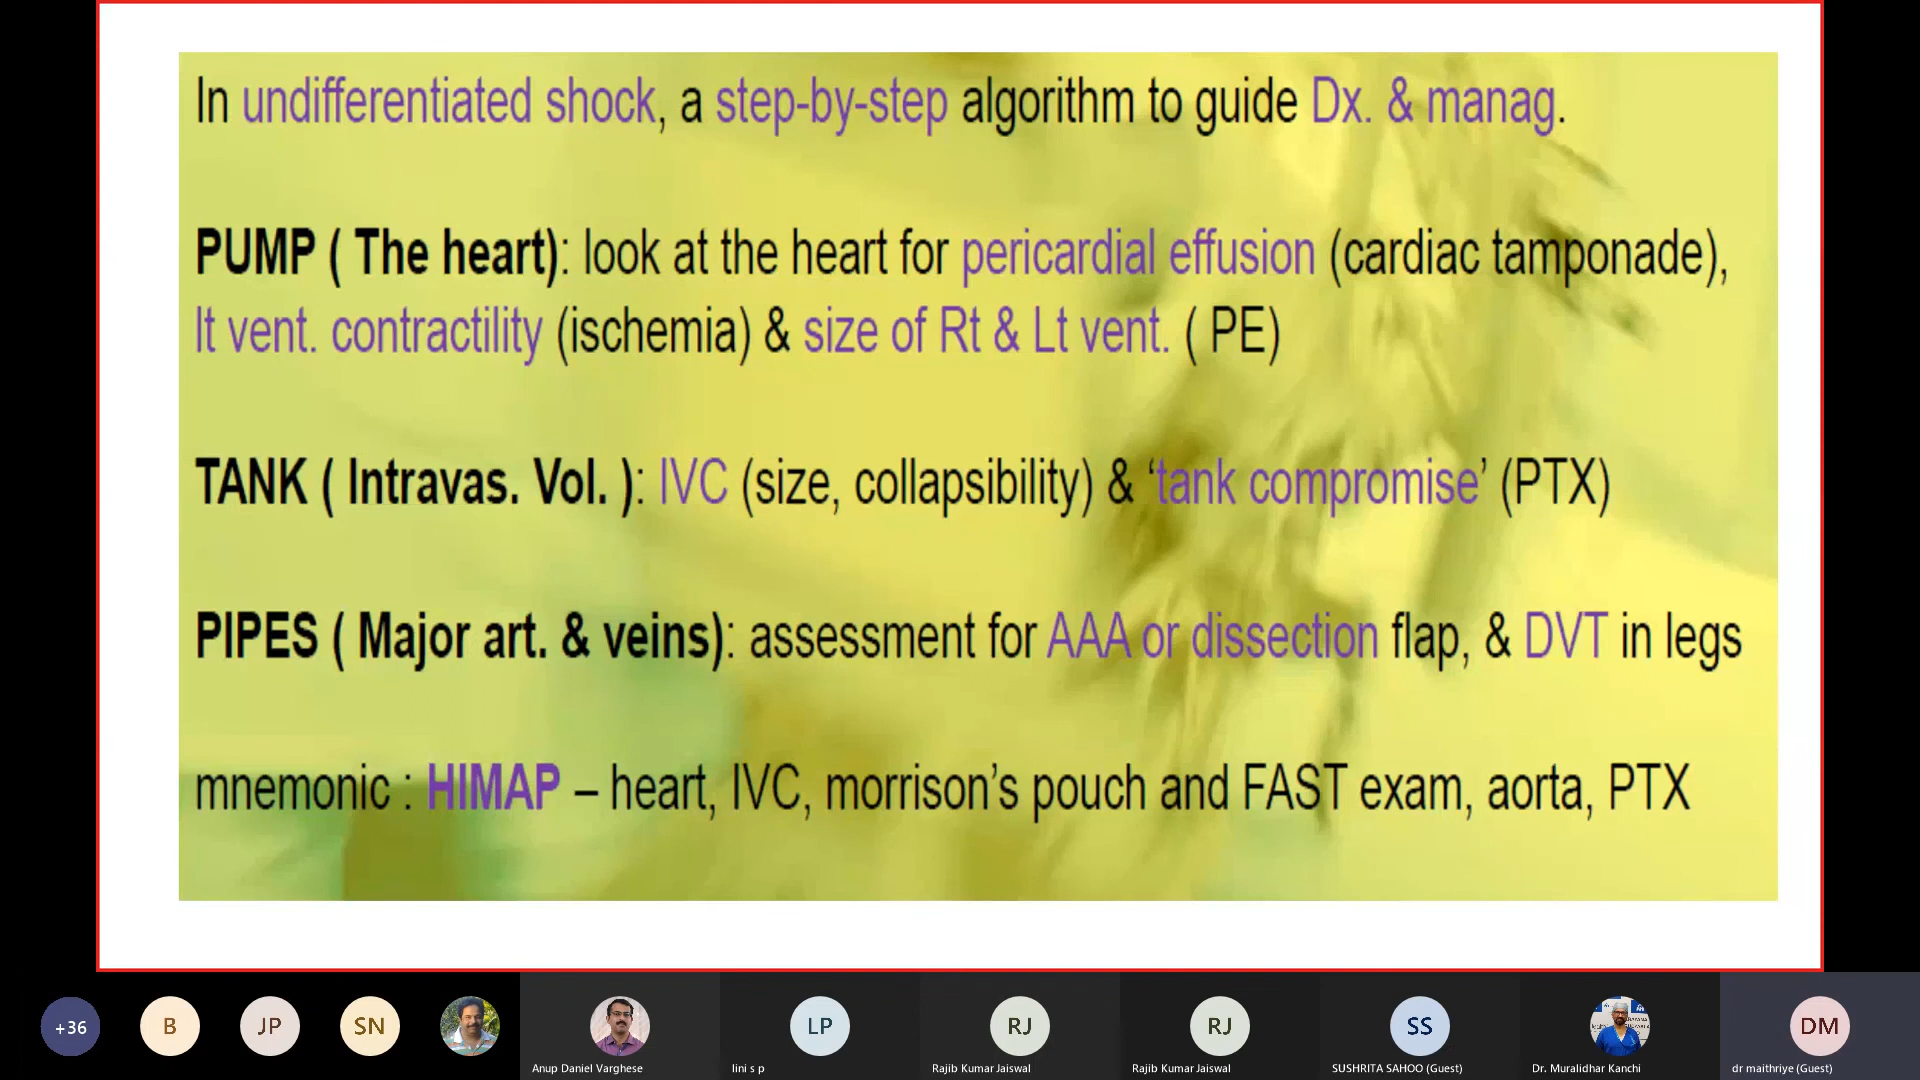 In undifferentiated shock, a step-by-step algorithm to guide Dx. & manag.
PUMP ( The heart): look at the heart for pericardial effusion (cardiac tamponade),
lt vent. contractility (ischemia) & size of Rt & Lt vent. ( PE)
TANK ( Intravas. Vol. ): IVC (size, collapsibility) & ‘tank compromise’ (PTX)
PIPES ( Major art. & veins): assessment for AAA or dissection flap, & DVT in legs
mnemonic : HIMAP – heart, IVC, morrison’s pouch and FAST exam, aorta, PTX
+36 B JP SN LP RJ RJ SS DM
Anup Daniel Varghese lini s p Rajib Kumar Jaiswal Rajib Kumar Jaiswal SUSHRITA SAHOO (Guest) Dr. Muralidhar Kanchi dr maithriye (Guest)